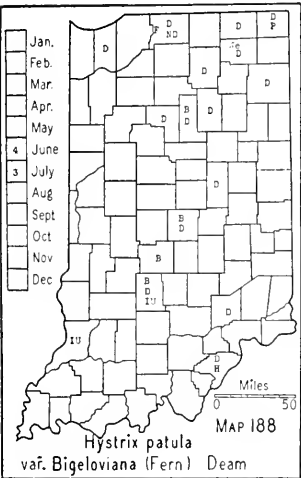 Jan.
Feb.
Mar.
Apr.
May
4 June
3 July
Aug
Sept
Oct
Nov
Dec
D
D
F ND
D
D
P
Fe
D
D
D
D
B
D
D
D
B
D
B
B
D
IU
D
IU
D
H
Miles
0 50
MAP 188
Hystrix patula
var. Bigeloviana (Fern) Deam